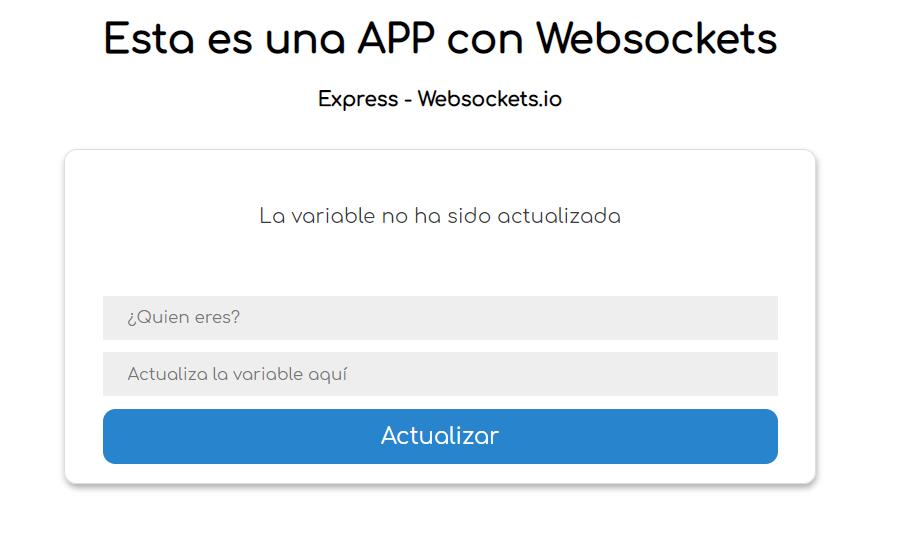 Esta es una APP con Websockets
Express - Websockets.io
La variable no ha sido actualizada
¿Quien eres?
Actualiza la variable aquí
Actualizar